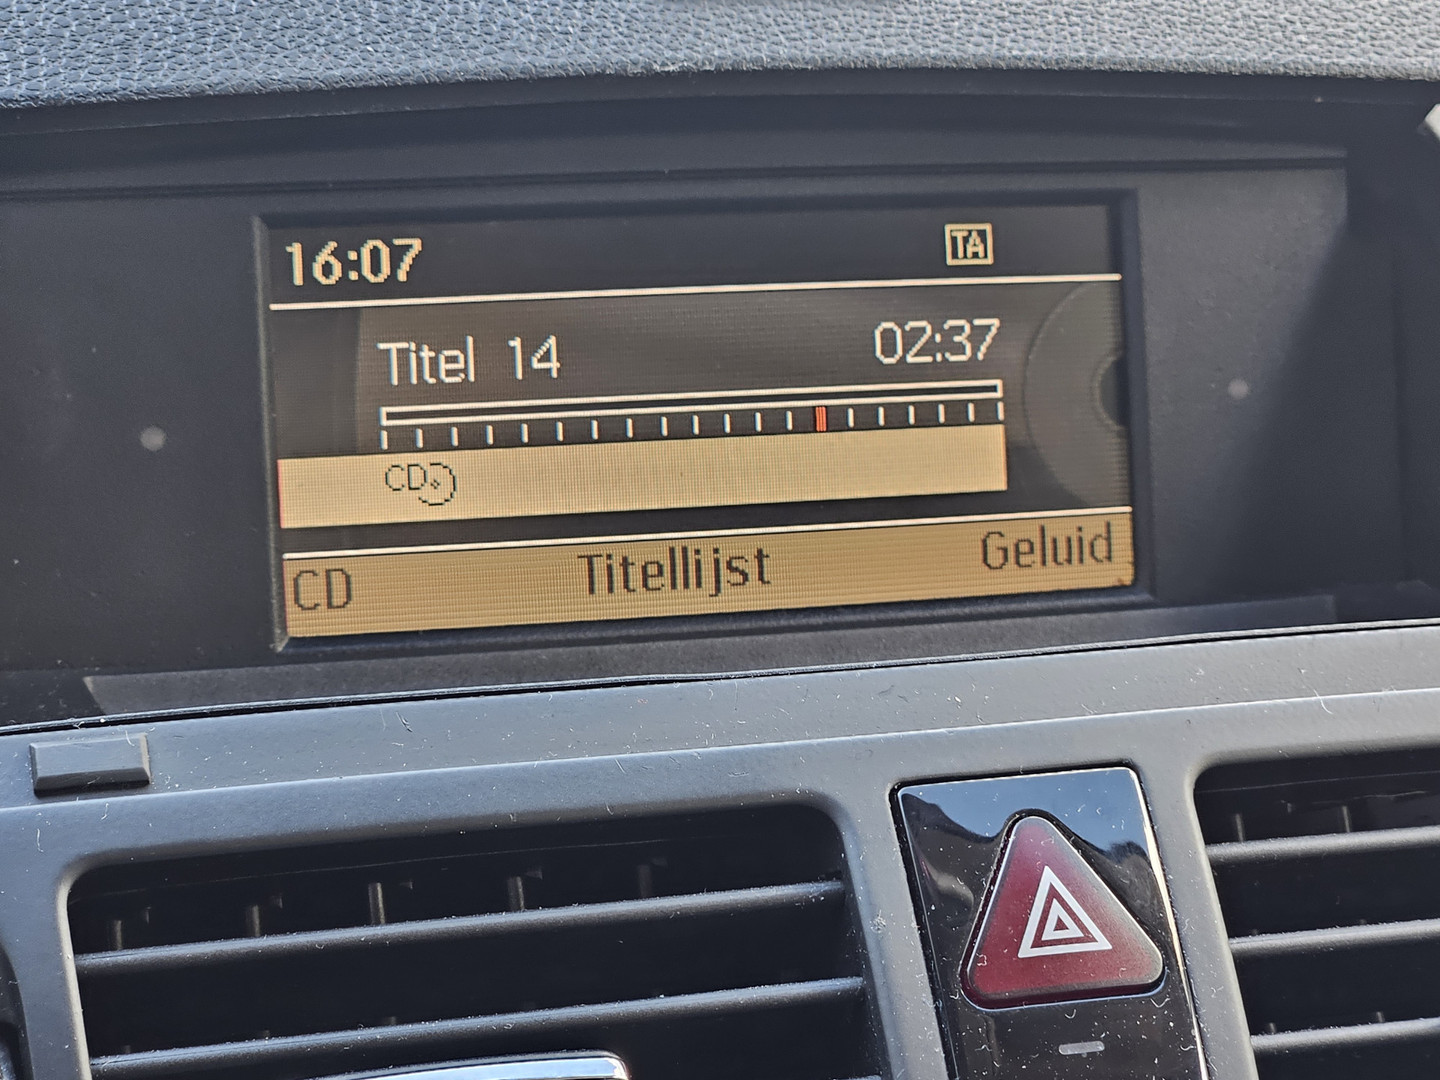 16:07 TA
Titel 14 02:37
CD
CD Titellijst Geluid